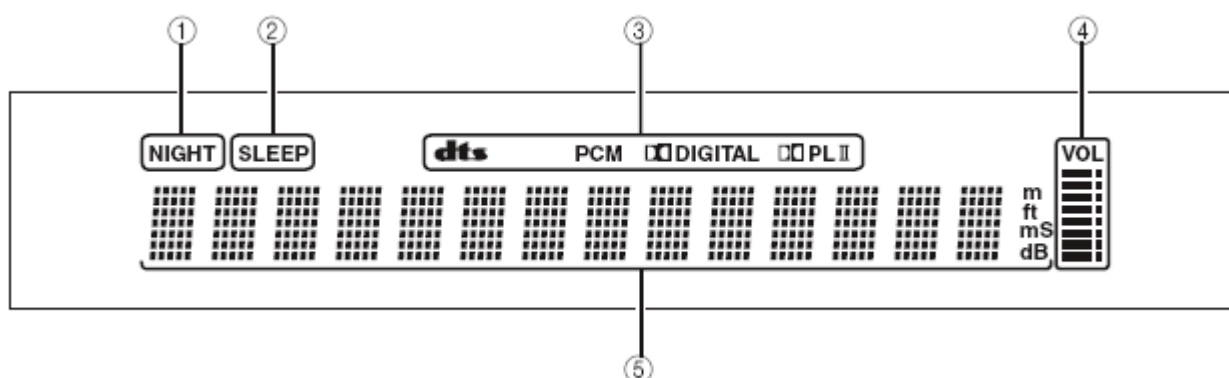 ① ② ③ ④
NIGHT SLEEP dts PCM DIGITAL PL II VOL
m
ft
mS
dB
⑤